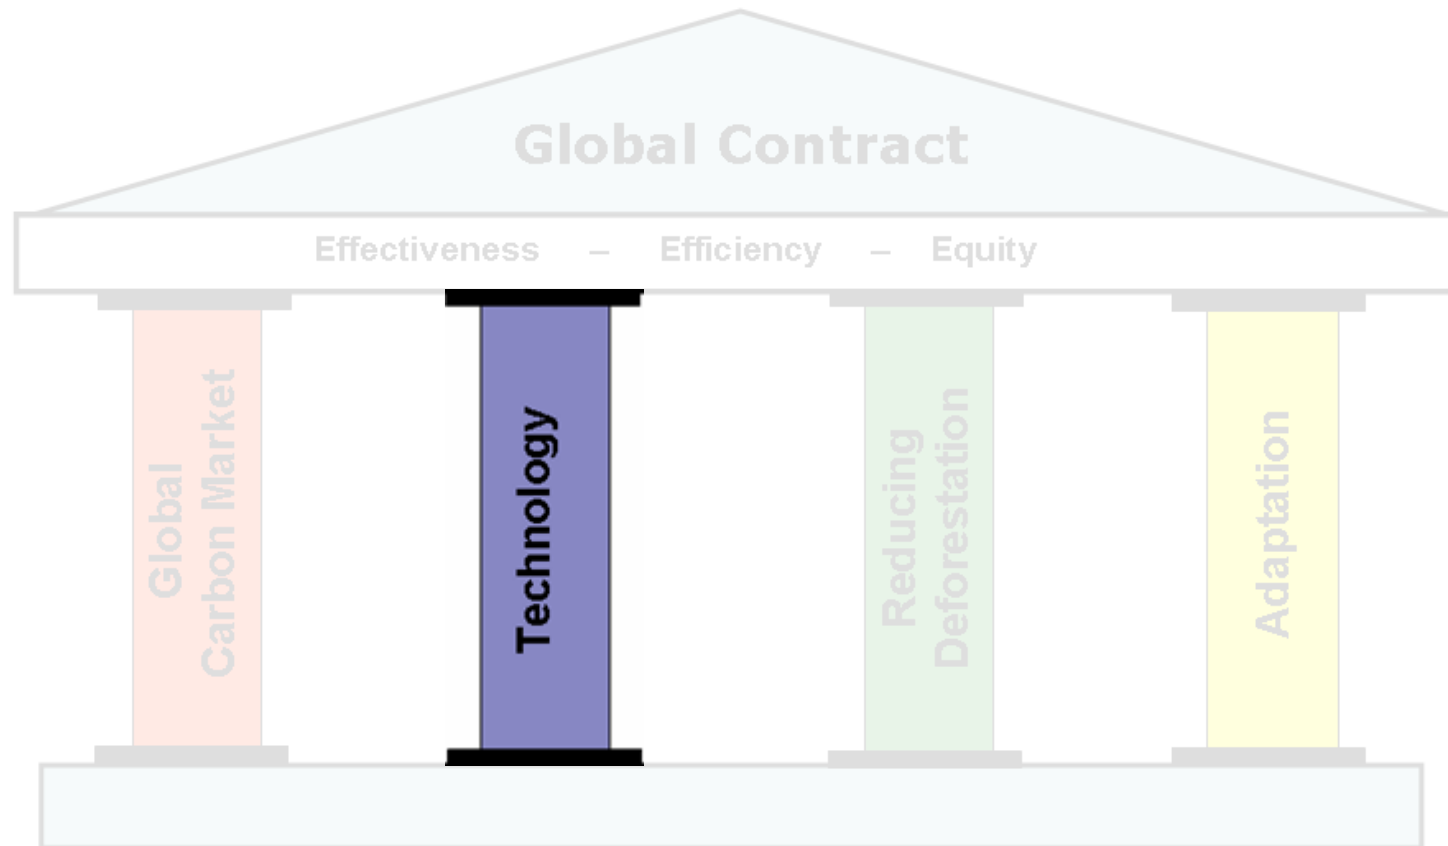 Global Contract
Effectiveness – Efficiency – Equity
Global
Carbon Market
Technology
Reducing
Deforestation
Adaptation